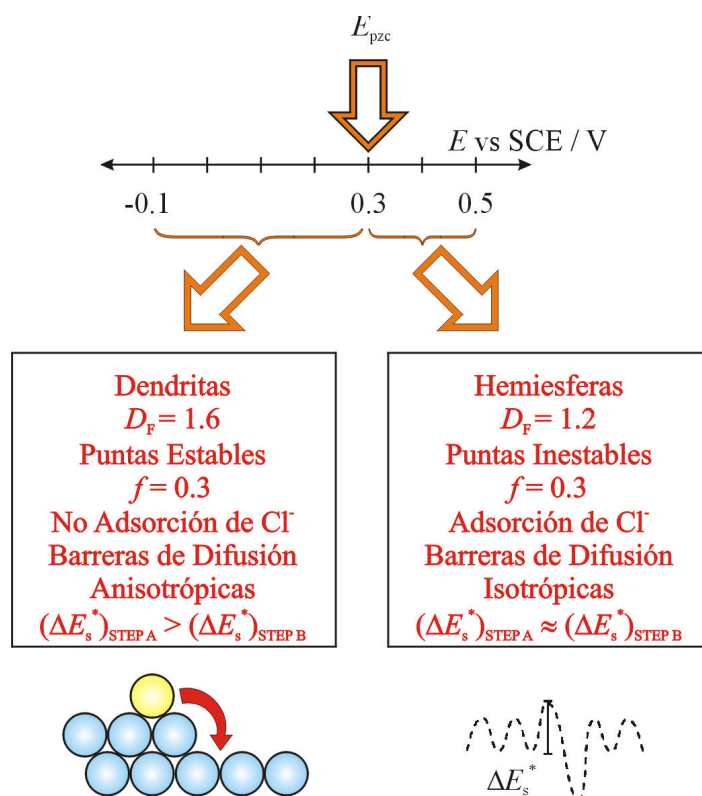 E_pzc
E vs SCE / V
-0.1 0.3 0.5
Dendritas
D_F = 1.6
Puntas Estables
f = 0.3
No Adsorción de Cl⁻
Barreras de Difusión
Anisotrópicas
(ΔE_s^*)_STEP A > (ΔE_s^*)_STEP B
Hemiesferas
D_F = 1.2
Puntas Inestables
f = 0.3
Adsorción de Cl⁻
Barreras de Difusión
Isotrópicas
(ΔE_s^*)_STEP A ≈ (ΔE_s^*)_STEP B
ΔE_s^*